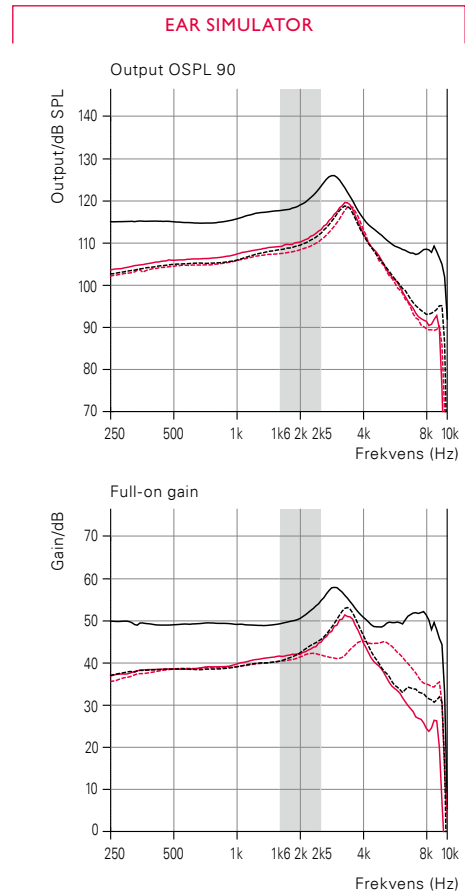 EAR SIMULATOR
Output OSPL 90
Output/dB SPL
140
130
120
110
100
90
80
70
250 500 1k 1k6 2k 2k5 4k 8k 10k
Frekvens (Hz)
Full-on gain
Gain/dB
70
60
50
40
30
20
10
0
250 500 1k 1k6 2k 2k5 4k 8k 10k
Frekvens (Hz)